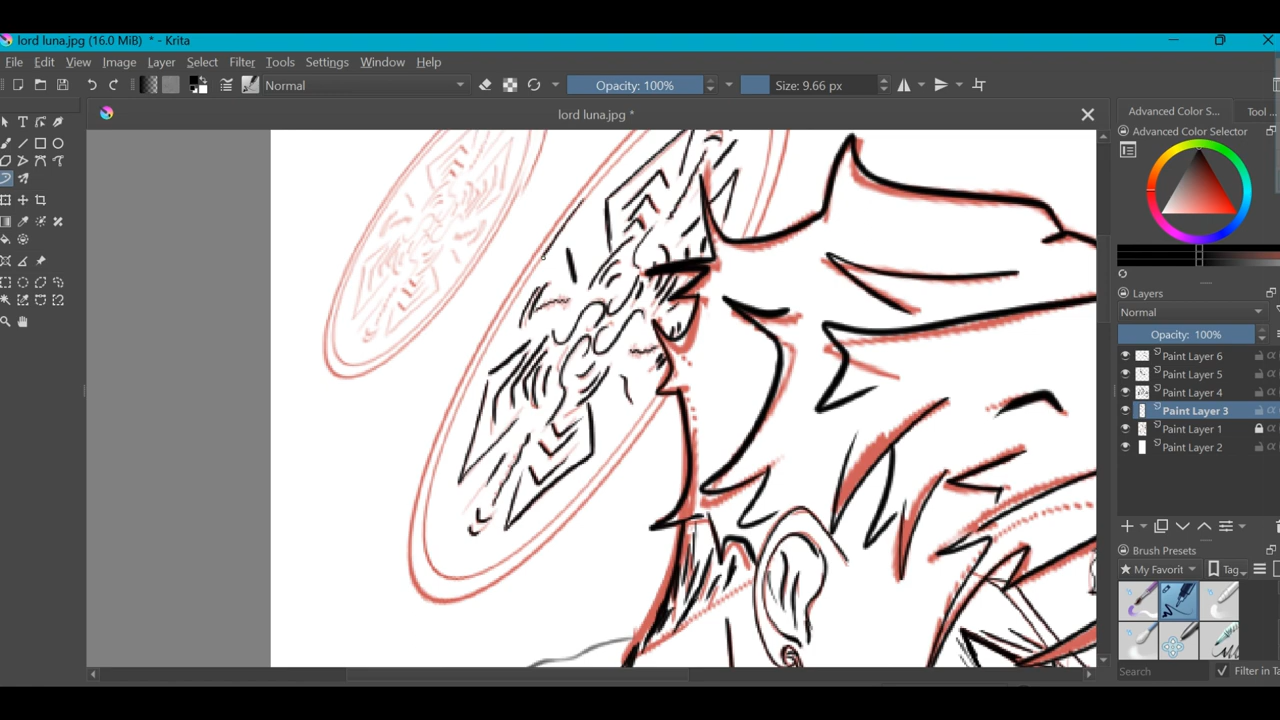 lord luna.jpg (16.0 MiB) * - Krita
File Edit View Image Layer Select Filter Tools Settings Window Help
Normal Opacity: 100% Size: 9.66 px
lord luna.jpg *
Advanced Color S... Tool ...
Advanced Color Selector
Layers
Normal
Opacity: 100%
Paint Layer 6
Paint Layer 5
Paint Layer 4
Paint Layer 3
Paint Layer 1
Paint Layer 2
Brush Presets
My Favorit Tag
Search Filter in Ta